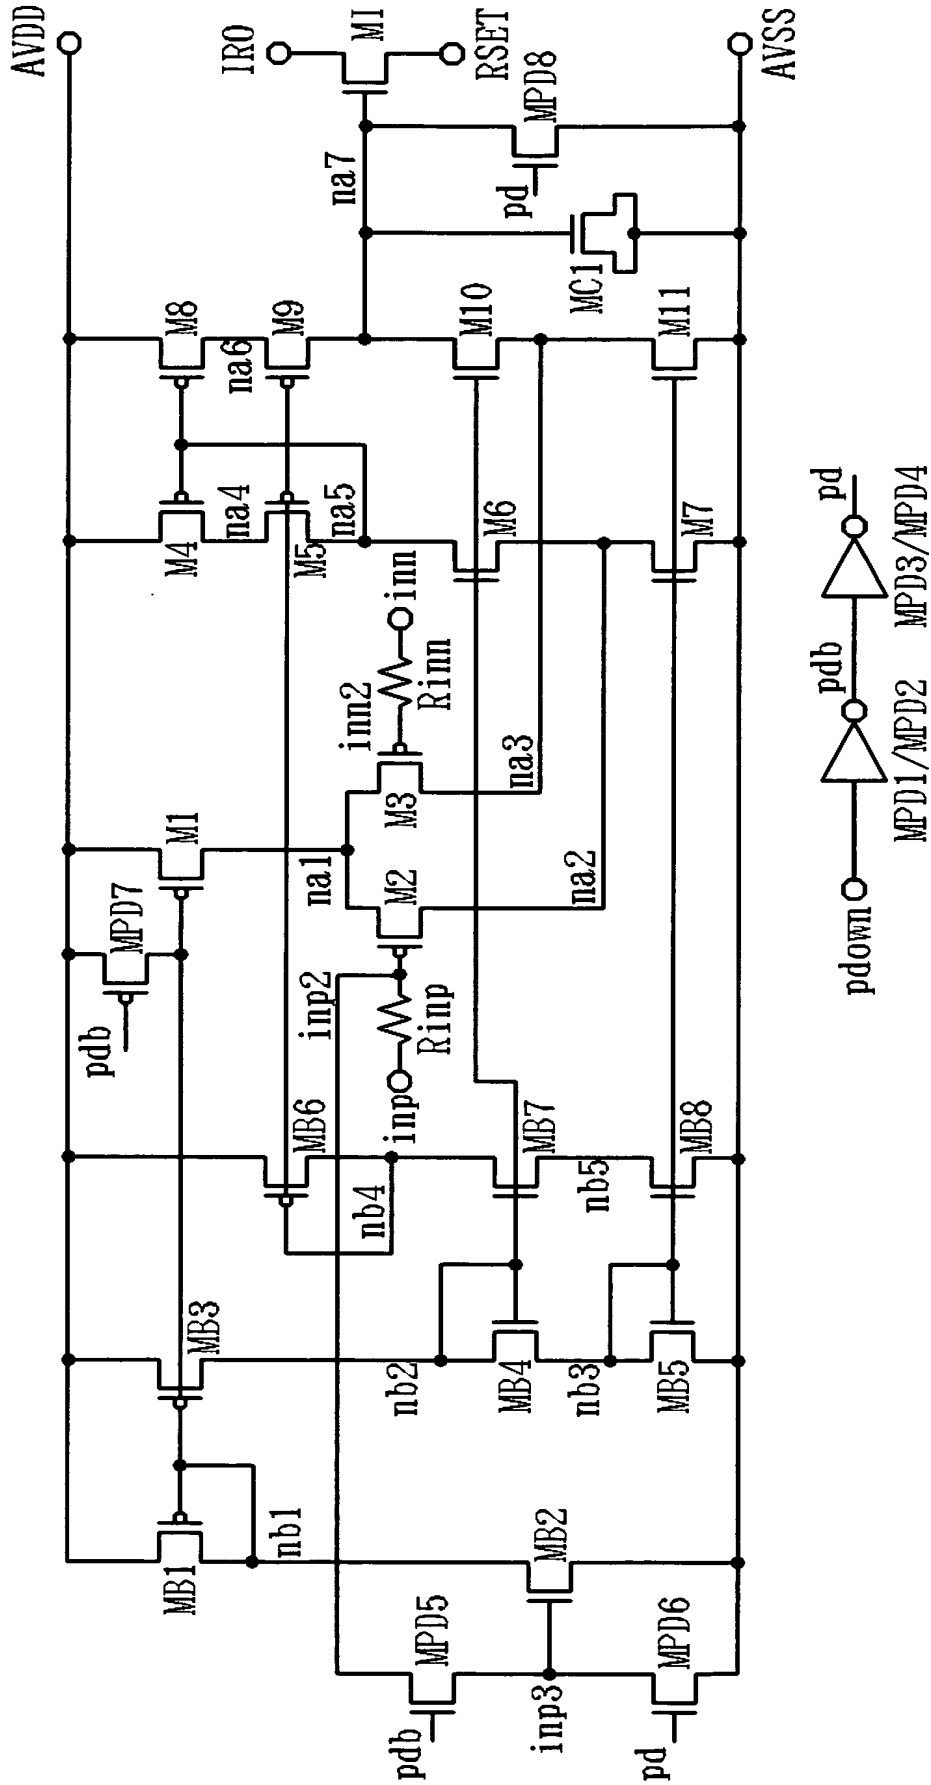 AVDD
MB1
nb1
MB3
pdb
MPD7
M1
M4
na4
M5
na5
M8
na6
M9
IRO
MI
RSET
na7
MPD8
pd
MC1
AVSS
MPD5
pdb
inp3
MB2
MPD6
pd
nb2
MB4
nb3
MB5
MB6
nb4
MB7
nb5
MB8
inp
inp2
Rinp
na1
M2
M3
inn2
Rinn
inn
na3
na2
M6
M7
M10
M11
pdown
MPD1/MPD2
pdb
MPD3/MPD4
pd